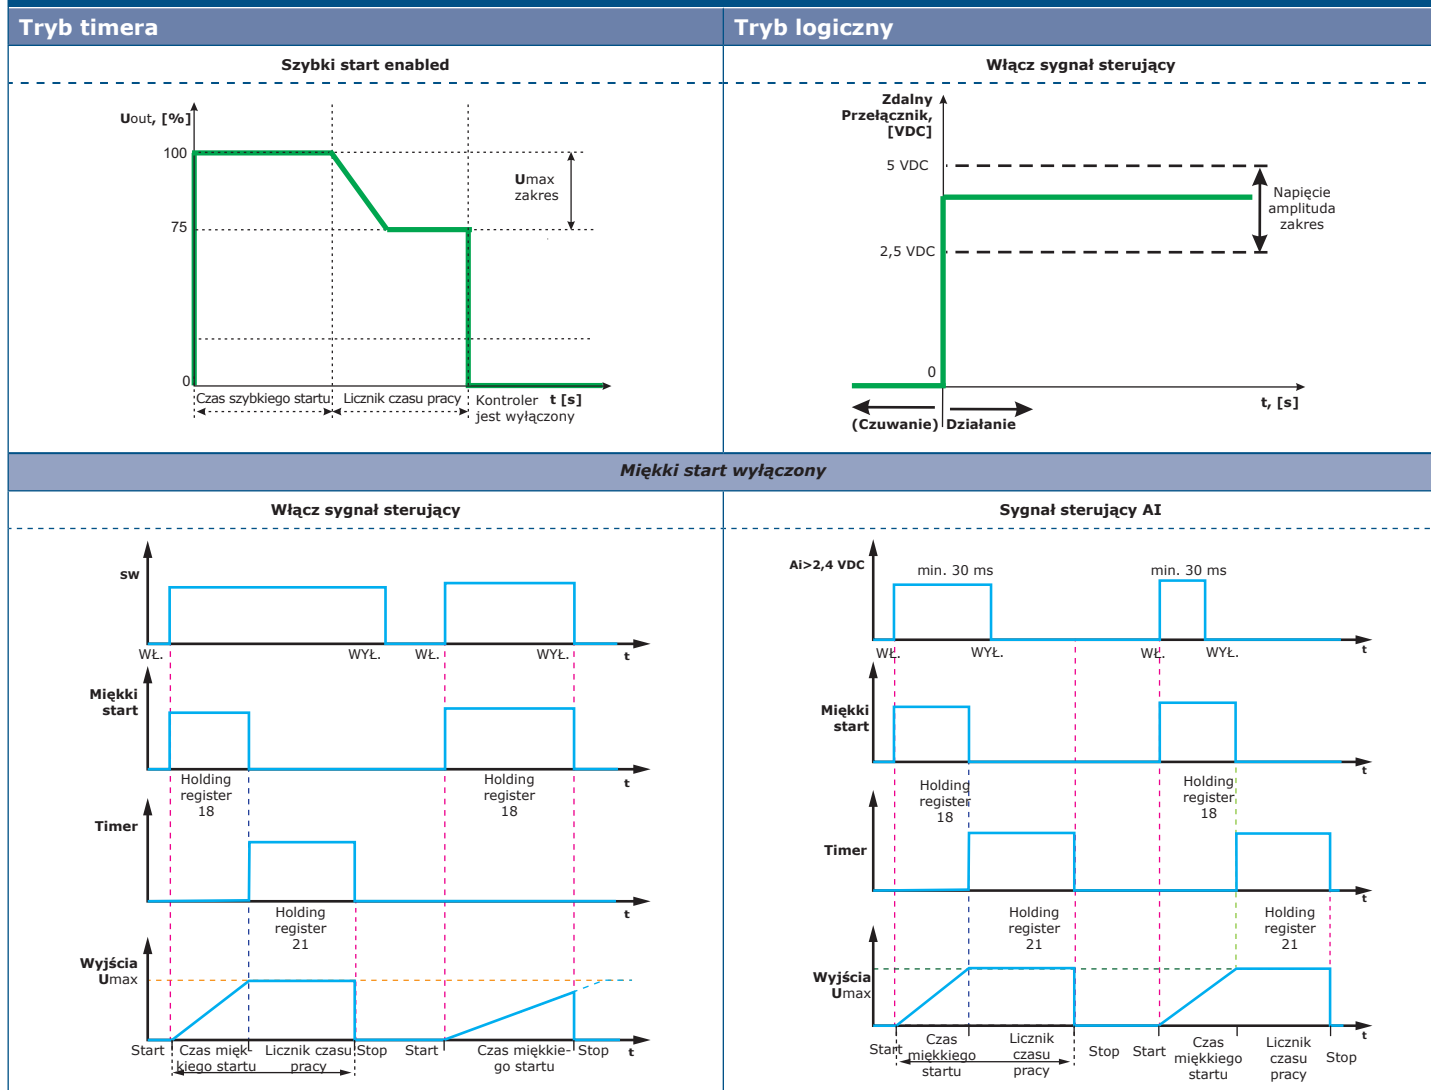 Tryb timera
Tryb logiczny
Szybki start enabled
Uout, [%]
100
75
0
Umax
zakres
Czas szybkiego startu
Licznik czasu pracy
Kontroler
jest wyłączony
t [s]
Włącz sygnał sterujący
Zdalny
Przełącznik,
[VDC]
5 VDC
2,5 VDC
0
Napięcie
amplituda
zakres
t, [s]
(Czuwanie)
Działanie
Miękki start wyłączony
Włącz sygnał sterujący
sw
WŁ.
WYŁ.
WŁ.
WYŁ.
t
Miękki
start
Holding
register
18
Holding
register
18
t
Timer
Holding
register
21
t
Wyjścia
Umax
Start
Czas mięk-
kiego startu
Licznik czasu
pracy
Stop
Start
Czas miękkie-
go startu
Stop
t
Sygnał sterujący AI
Ai>2,4 VDC
min. 30 ms
min. 30 ms
WŁ.
WYŁ.
WŁ.
WYŁ.
t
Miękki
start
Holding
register
18
Holding
register
18
t
Timer
Holding
register
21
Holding
register
21
t
Wyjścia
Umax
Start
Czas
miękkiego
startu
Licznik
czasu
pracy
Stop
Start
Czas
miękkiego
startu
Licznik
czasu
pracy
Stop
t